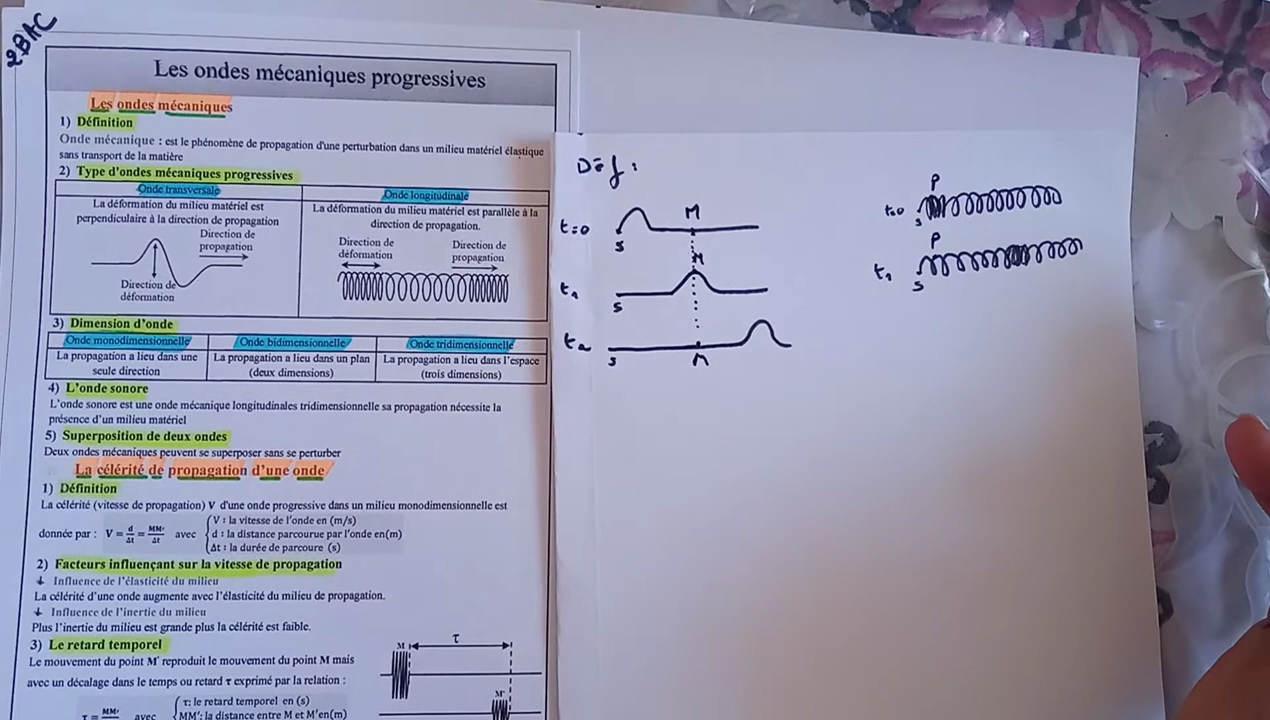 2BAC
Les ondes mécaniques progressives
Les ondes mécaniques
1) Définition
Onde mécanique : est le phénomène de propagation d'une perturbation dans un milieu matériel élastique
sans transport de la matière
2) Type d'ondes mécaniques progressives
Onde transversale
La déformation du milieu matériel est
perpendiculaire à la direction de propagation
Direction de
propagation
Direction de
déformation
Onde longitudinale
La déformation du milieu matériel est parallèle à la
direction de propagation.
Direction de
déformation
Direction de
propagation
3) Dimension d'onde
Onde monodimensionnelle
La propagation a lieu dans une
seule direction
Onde bidimensionnelle
La propagation a lieu dans un plan
(deux dimensions)
Onde tridimensionnelle
La propagation a lieu dans l'espace
(trois dimensions)
4) L'onde sonore
L'onde sonore est une onde mécanique longitudinales tridimensionnelle sa propagation nécessite la
présence d'un milieu matériel
5) Superposition de deux ondes
Deux ondes mécaniques peuvent se superposer sans se perturber
La célérité de propagation d'une onde
1) Définition
La célérité (vitesse de propagation) V d'une onde progressive dans un milieu monodimensionnelle est
donnée par : V = d/Δt = MM'/Δt avec
V : la vitesse de l'onde en (m/s)
d : la distance parcourue par l'onde en(m)
Δt : la durée de parcoure (s)
2) Facteurs influençant sur la vitesse de propagation
Influence de l'élasticité du milieu
La célérité d'une onde augmente avec l'élasticité du milieu de propagation.
Influence de l'inertie du milieu
Plus l'inertie du milieu est grande plus la célérité est faible.
3) Le retard temporel
Le mouvement du point M' reproduit le mouvement du point M mais
avec un décalage dans le temps ou retard τ exprimé par la relation :
τ = MM' avec
τ: le retard temporel en (s)
MM': la distance entre M et M'en(m)
M τ
M'
Déf :
t=0 S M
t₁ S M
t₂ S M
t=0 S P
t₁ S P